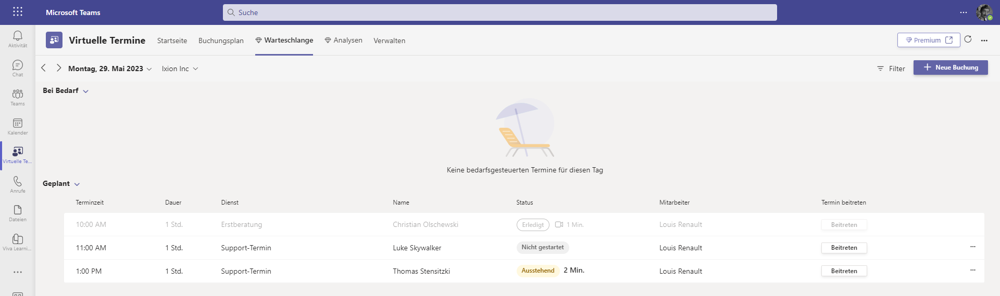 Microsoft Teams
Suche
Aktivität
Chat
Teams
Kalender
Virtuelle Te...
Anrufe
Dateien
Viva Learni...
Virtuelle Termine
Startseite
Buchungsplan
Warteschlange
Analysen
Verwalten
Premium
Montag, 29. Mai 2023
Ixion Inc
Filter
Neue Buchung
Bei Bedarf
Keine bedarfsgesteuerten Termine für diesen Tag
Geplant
Terminzeit Dauer Dienst Name Status Mitarbeiter Termin beitreten
10:00 AM 1 Std. Erstberatung Christian Olschewski Erledigt 1 Min. Louis Renault Beitreten
11:00 AM 1 Std. Support-Termin Luke Skywalker Nicht gestartet Louis Renault Beitreten
1:00 PM 1 Std. Support-Termin Thomas Stensitzki Ausstehend 2 Min. Louis Renault Beitreten